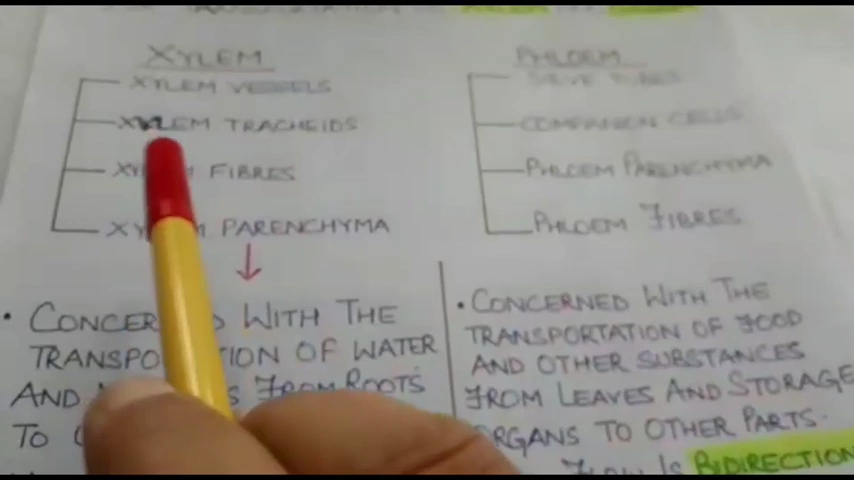 XYLEM
XYLEM VESSELS
XYLEM TRACHEIDS
FIBRES
PARENCHYMA
• CONCER D WITH THE
TRANSPO TION OF WATER
AND FROM ROOTS
TO
PHLOEM
SIEVE TUBES
COMPANION CELLS
PHLOEM PARENCHYMA
PHLOEM FIBRES
• CONCERNED WITH THE
TRANSPORTATION OF FOOD
AND OTHER SUBSTANCES
FROM LEAVES AND STORAGE
ORGANS TO OTHER PARTS.
FLOW IS BIDIRECTION